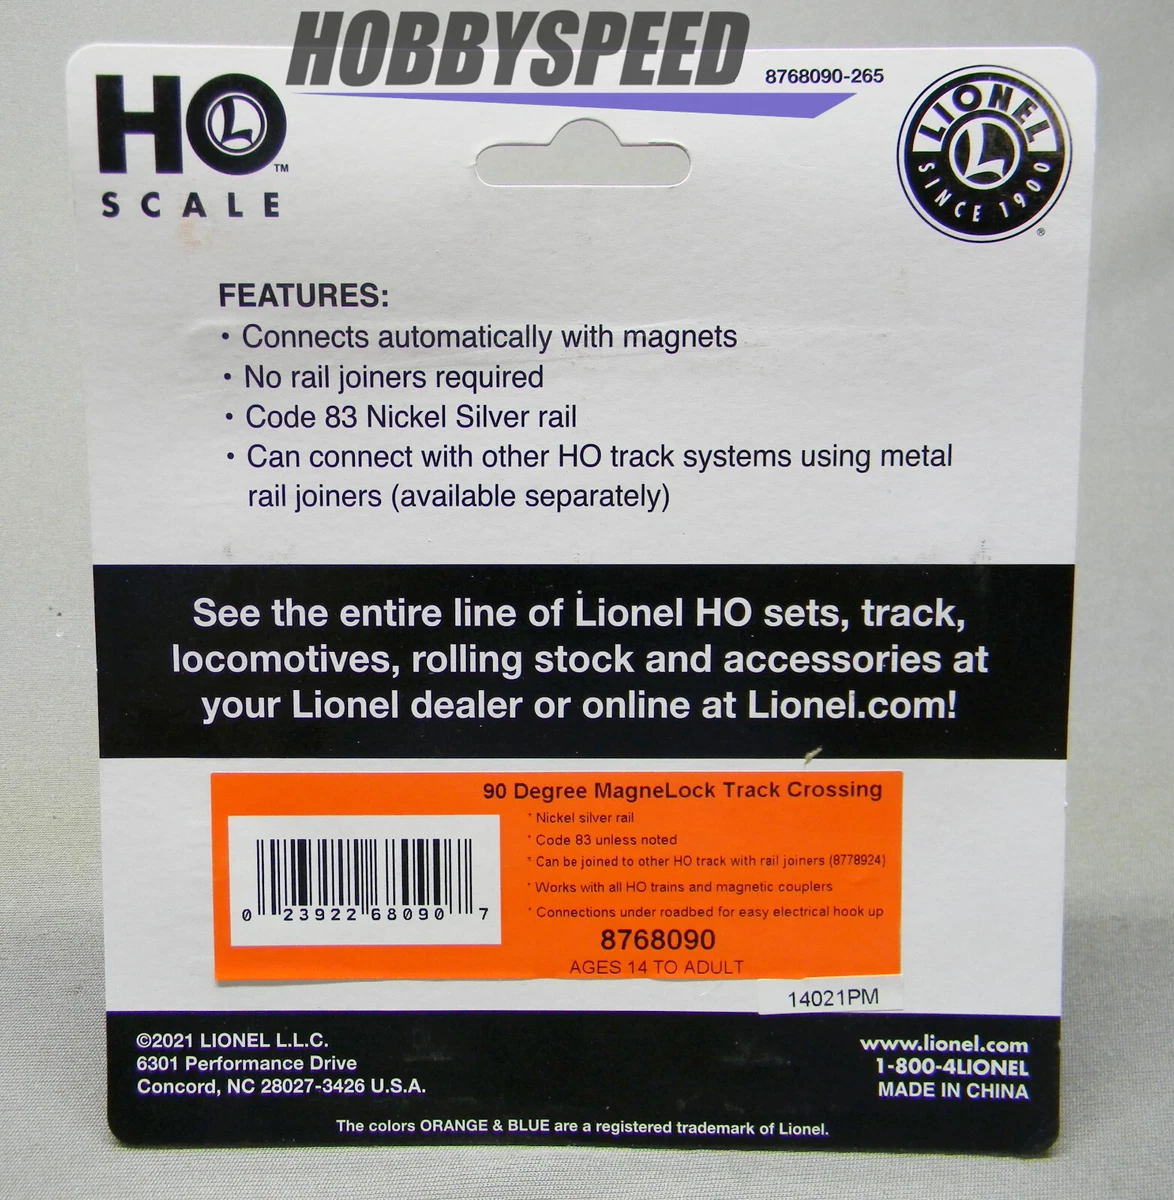 HOBBYSPEED
8768090-265
HO
L
™
SCALE
LIONEL
L
SINCE 1900
®
FEATURES:
• Connects automatically with magnets
• No rail joiners required
• Code 83 Nickel Silver rail
• Can connect with other HO track systems using metal
rail joiners (available separately)
See the entire line of Lionel HO sets, track,
locomotives, rolling stock and accessories at
your Lionel dealer or online at Lionel.com!
90 Degree MagneLock Track Crossing
* Nickel silver rail
* Code 83 unless noted
* Can be joined to other HO track with rail joiners (8778924)
* Works with all HO trains and magnetic couplers
* Connections under roadbed for easy electrical hook up
0 23922 68090 7
8768090
AGES 14 TO ADULT
14021PM
©2021 LIONEL L.L.C.
6301 Performance Drive
Concord, NC 28027-3426 U.S.A.
www.lionel.com
1-800-4LIONEL
MADE IN CHINA
The colors ORANGE & BLUE are a registered trademark of Lionel.